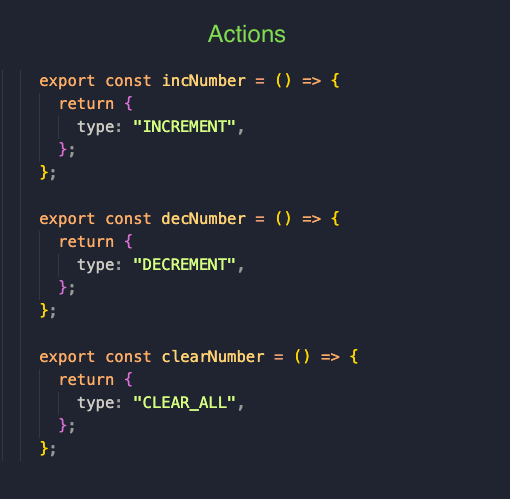 Actions
export const incNumber = () => {
return {
type: "INCREMENT",
};
};
export const decNumber = () => {
return {
type: "DECREMENT",
};
};
export const clearNumber = () => {
return {
type: "CLEAR_ALL",
};
};